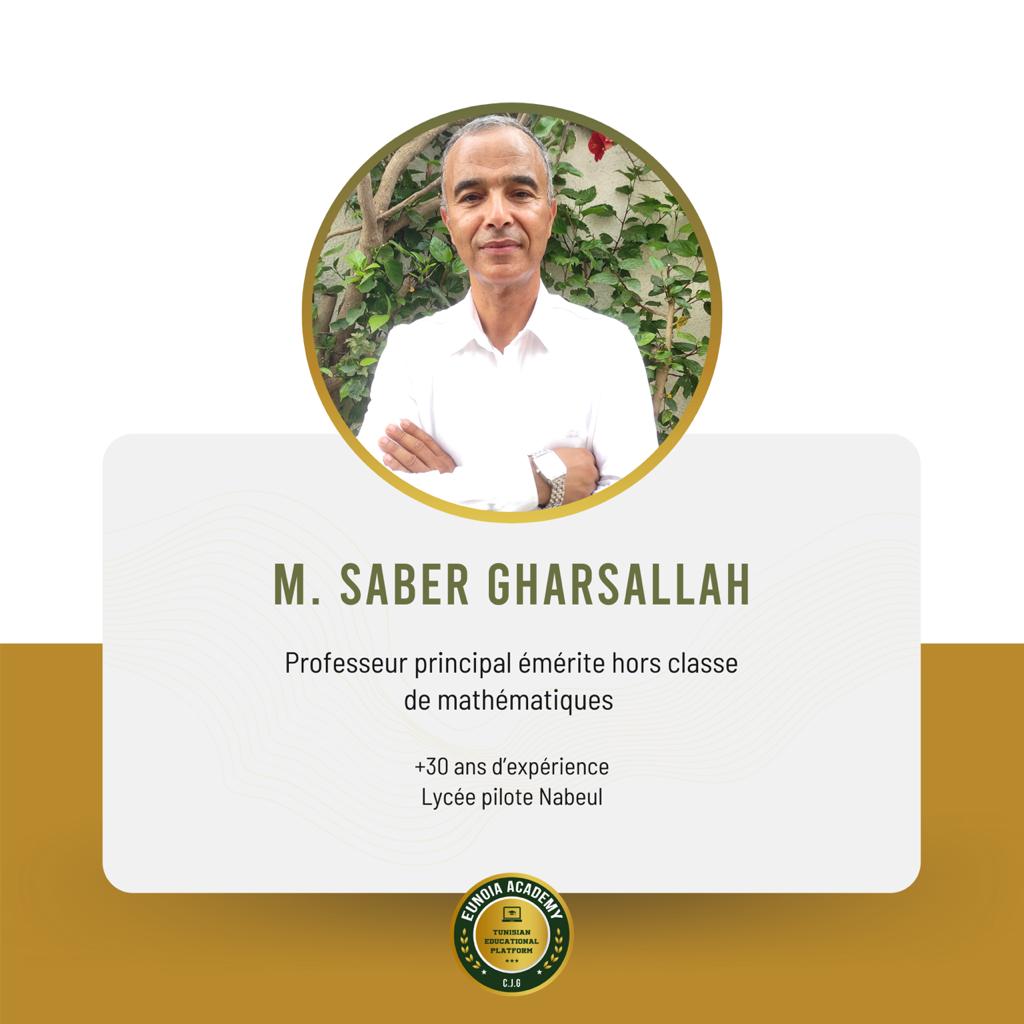 M. SABER GHARSALLAH
Professeur principal émérite hors classe
de mathématiques
+30 ans d’expérience
Lycée pilote Nabeul
EUNOIA ACADEMY
TUNISIAN
EDUCATIONAL
PLATFORM
C.J.G